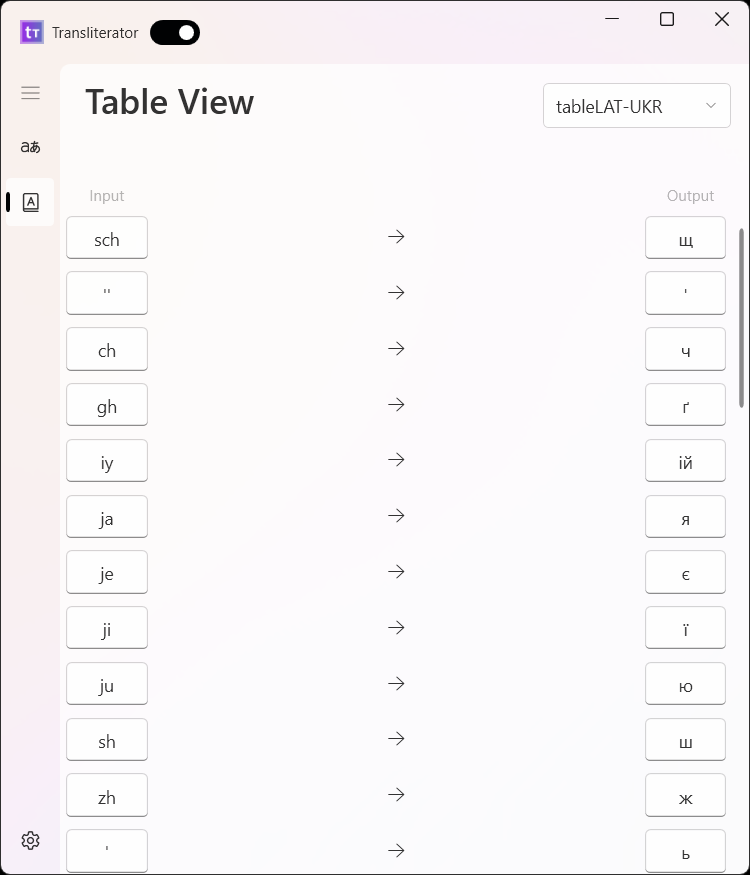 tT Transliterator
Table View
tableLAT-UKR
aあ
A
Input Output
sch → щ
'' → '
ch → ч
gh → ґ
iy → ій
ja → я
je → є
ji → ї
ju → ю
sh → ш
zh → ж
' → ь